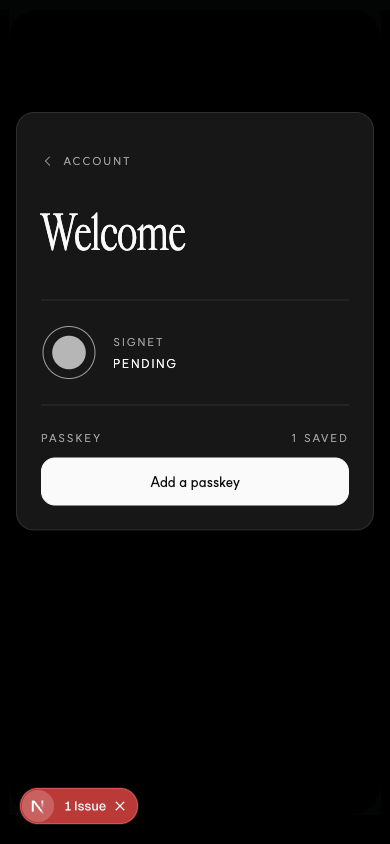 ACCOUNT
Welcome
SIGNET
PENDING
PASSKEY 1 SAVED
Add a passkey
N 1 Issue